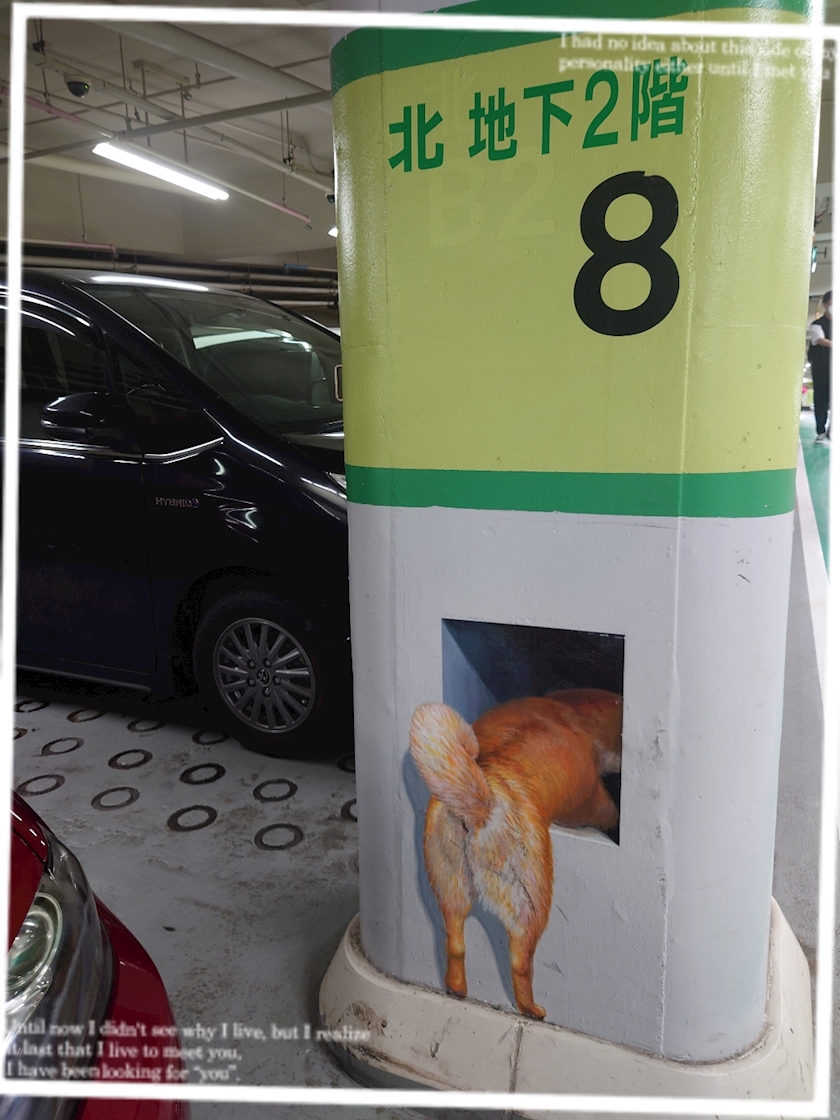 I had no idea about this side of my
personality either until I met you.
北 地下2階
B2
8
HYBRID
Until now I didn't see why I live, but I realize
at last that I live to meet you.
I have been looking for "you".